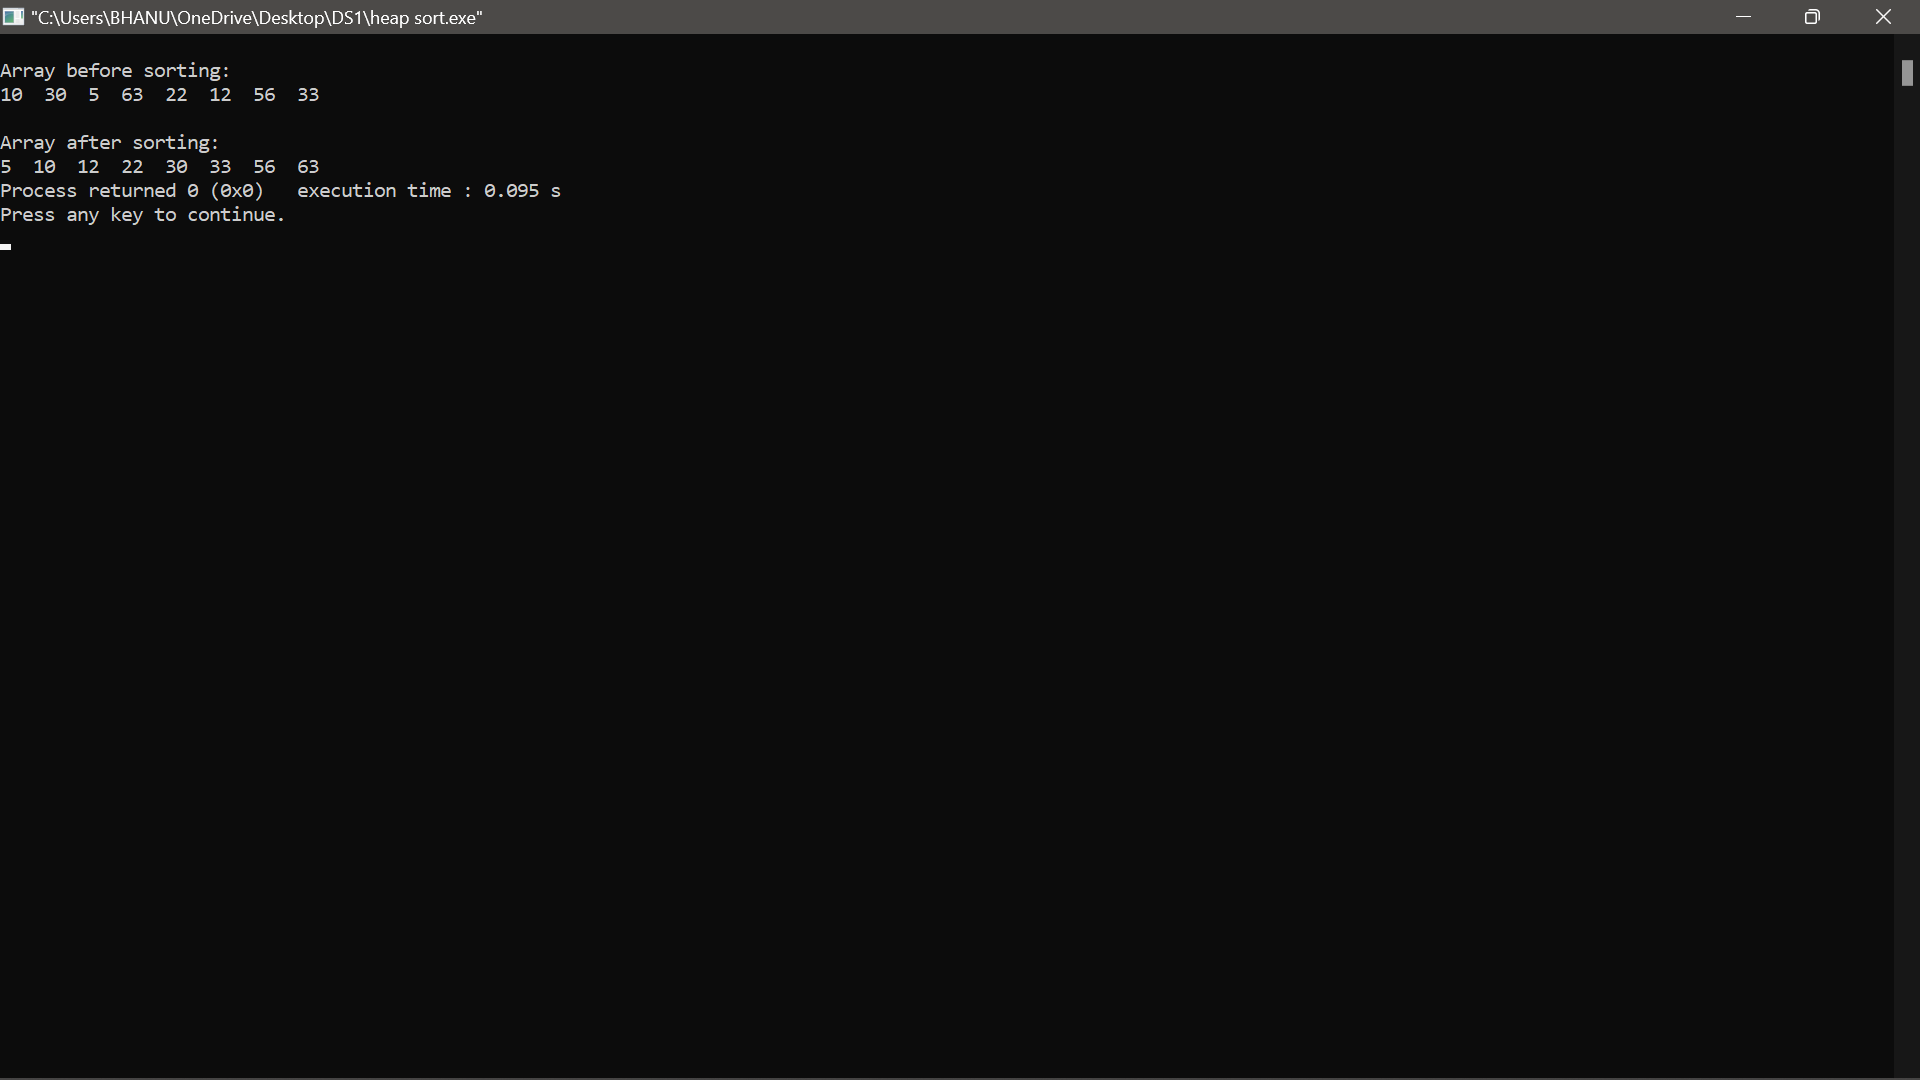 "C:\Users\BHANU\OneDrive\Desktop\DS1\heap sort.exe"
Array before sorting:
10  30  5  63  22  12  56  33
Array after sorting:
5  10  12  22  30  33  56  63
Process returned 0 (0x0)   execution time : 0.095 s
Press any key to continue.